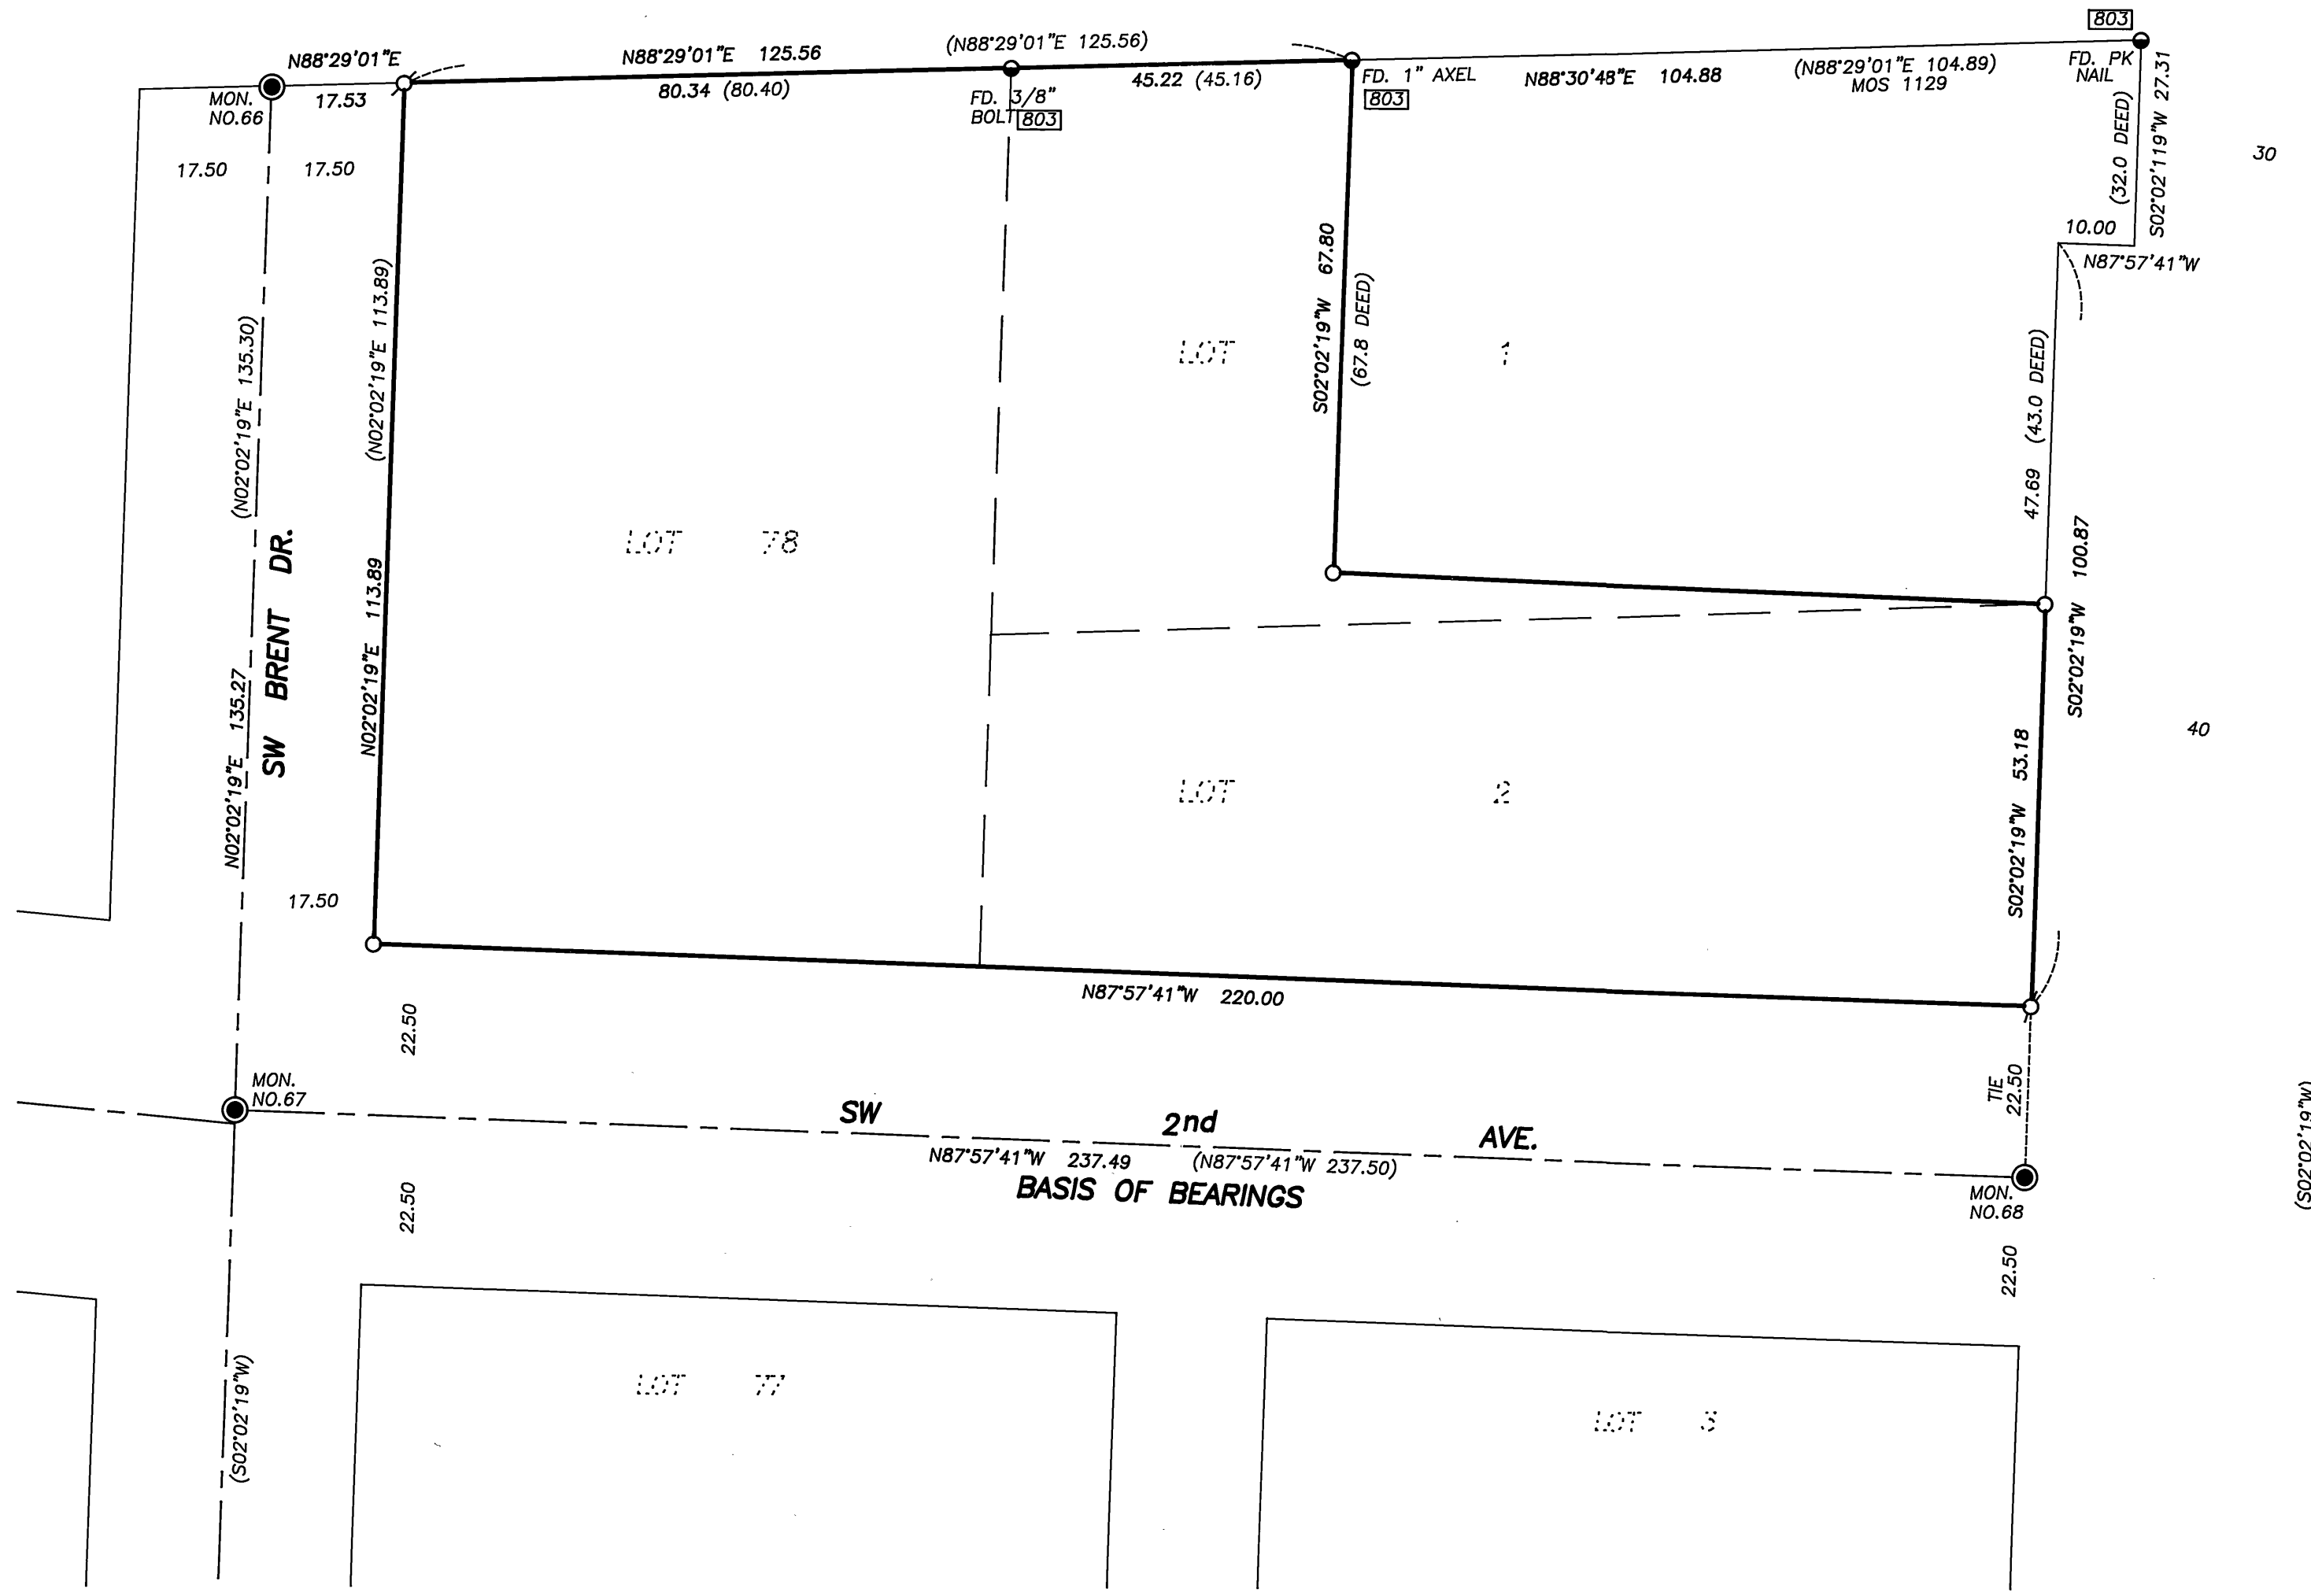 803
N88°29'01"E
N88°29'01"E 125.56
(N88°29'01"E 125.56)
80.34 (80.40)
45.22 (45.16)
17.53
MON.
NO.66
FD. 3/8"
BOLT 803
FD. 1" AXEL
803
N88°30'48"E 104.88
(N88°29'01"E 104.89)
MOS 1129
FD. PK
NAIL
(32.0 DEED)
S02°02'119"W 27.31
30
17.50
17.50
10.00
N87°57'41"W
(N02°02'19"E 135.30)
(N02°02'19"E 113.89)
S02°02'19"W 67.80
(67.8 DEED)
LOT 1
47.69 (43.0 DEED)
LOT 78
SW BRENT DR.
N02°02'19"E 113.89
N02°02'19"E 135.27
S02°02'19"W 100.87
40
S02°02'19"W 53.18
LOT 2
17.50
N87°57'41"W 220.00
22.50
TIE
22.50
MON.
NO.67
SW 2nd AVE.
N87°57'41"W 237.49 (N87°57'41"W 237.50)
BASIS OF BEARINGS
MON.
NO.68
(S02°02'19"W)
22.50
22.50
(S02°02'19"W)
LOT 77
LOT 3